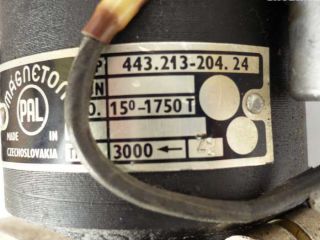 MAGNETON
PAL
MADE IN
CZECHOSLOVAKIA
443.213-204.24
15⁰-1750 T
3000 ←